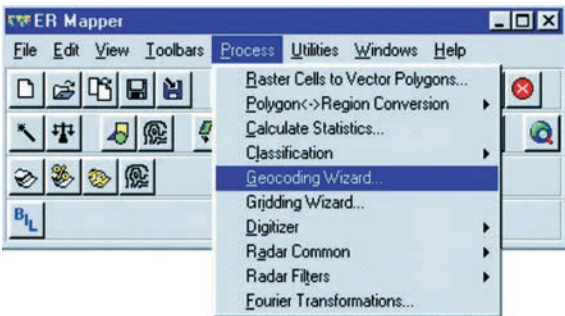 ER Mapper
File Edit View Toolbars Process Utilities Windows Help
Raster Cells to Vector Polygons...
Polygon<->Region Conversion
Calculate Statistics...
Classification
Geocoding Wizard...
Gridding Wizard...
Digitizer
Radar Common
Radar Filters
Fourier Transformations...
BIL